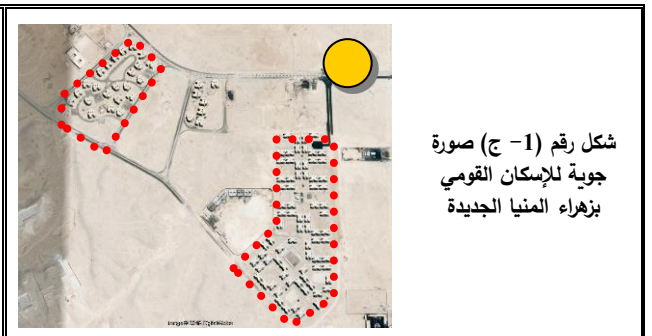 شكل رقم (1- ج) صورة
جوية للإسكان القومي
بزهراء المنيا الجديدة